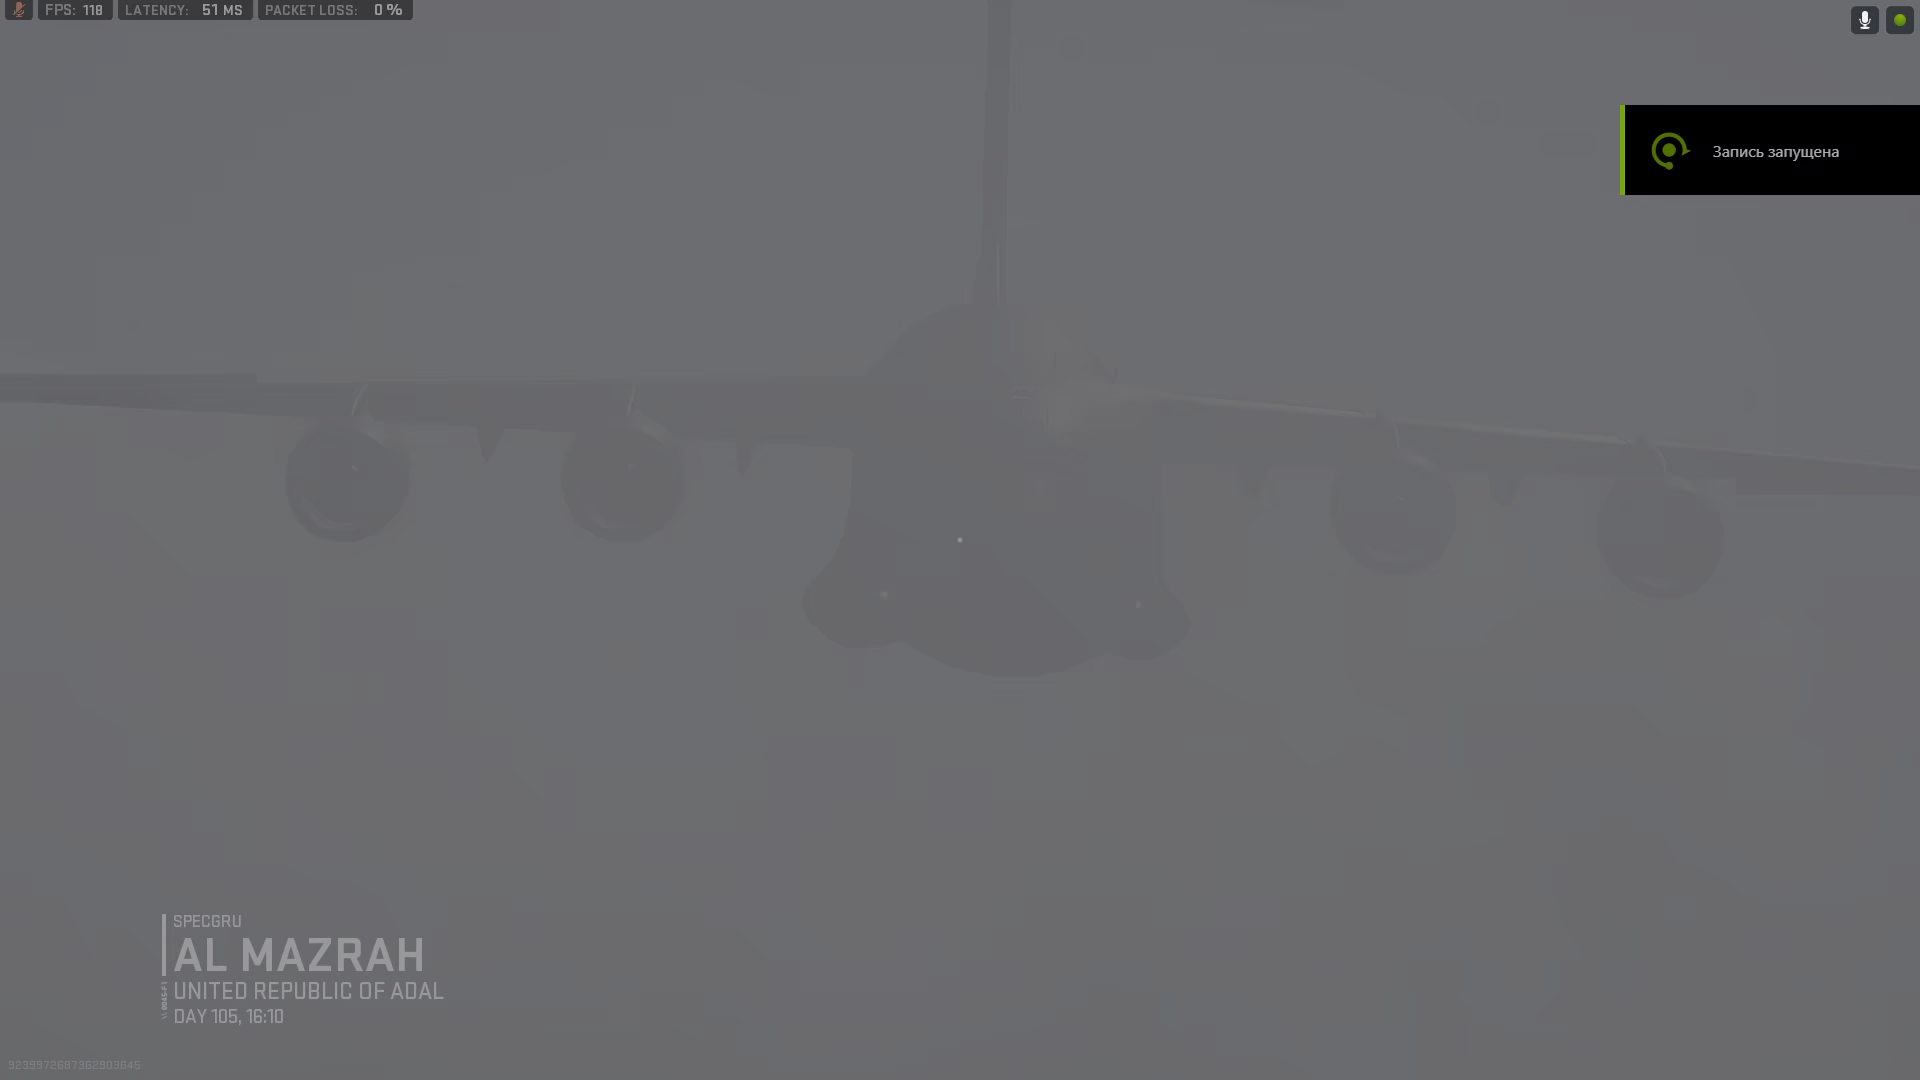 FPS: 118 LATENCY: 51 MS PACKET LOSS: 0 %
Запись запущена
SPECGRU
AL MAZRAH
UNITED REPUBLIC OF ADAL
DAY 105, 16:10
9239972687382903645